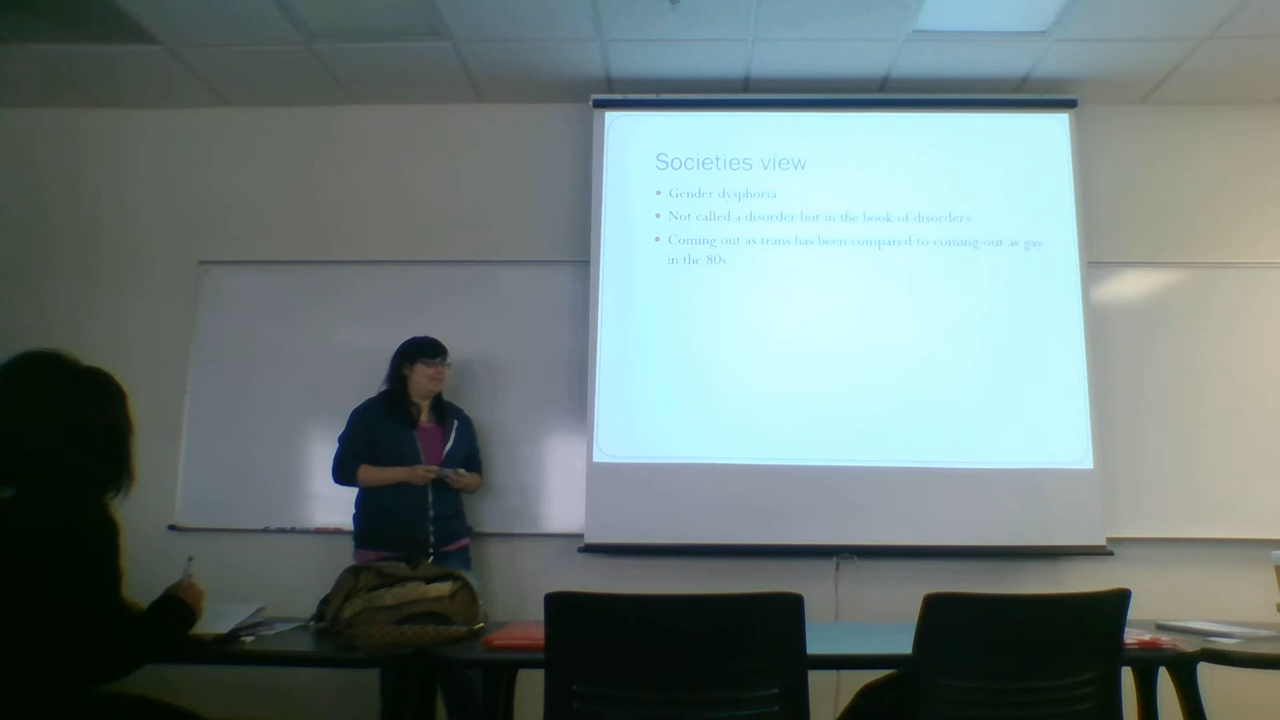 Societies view
• Gender dysphoria
• Not called a disorder but in the book of disorders
• Coming out as trans has been compared to coming out as gay
in the 80s